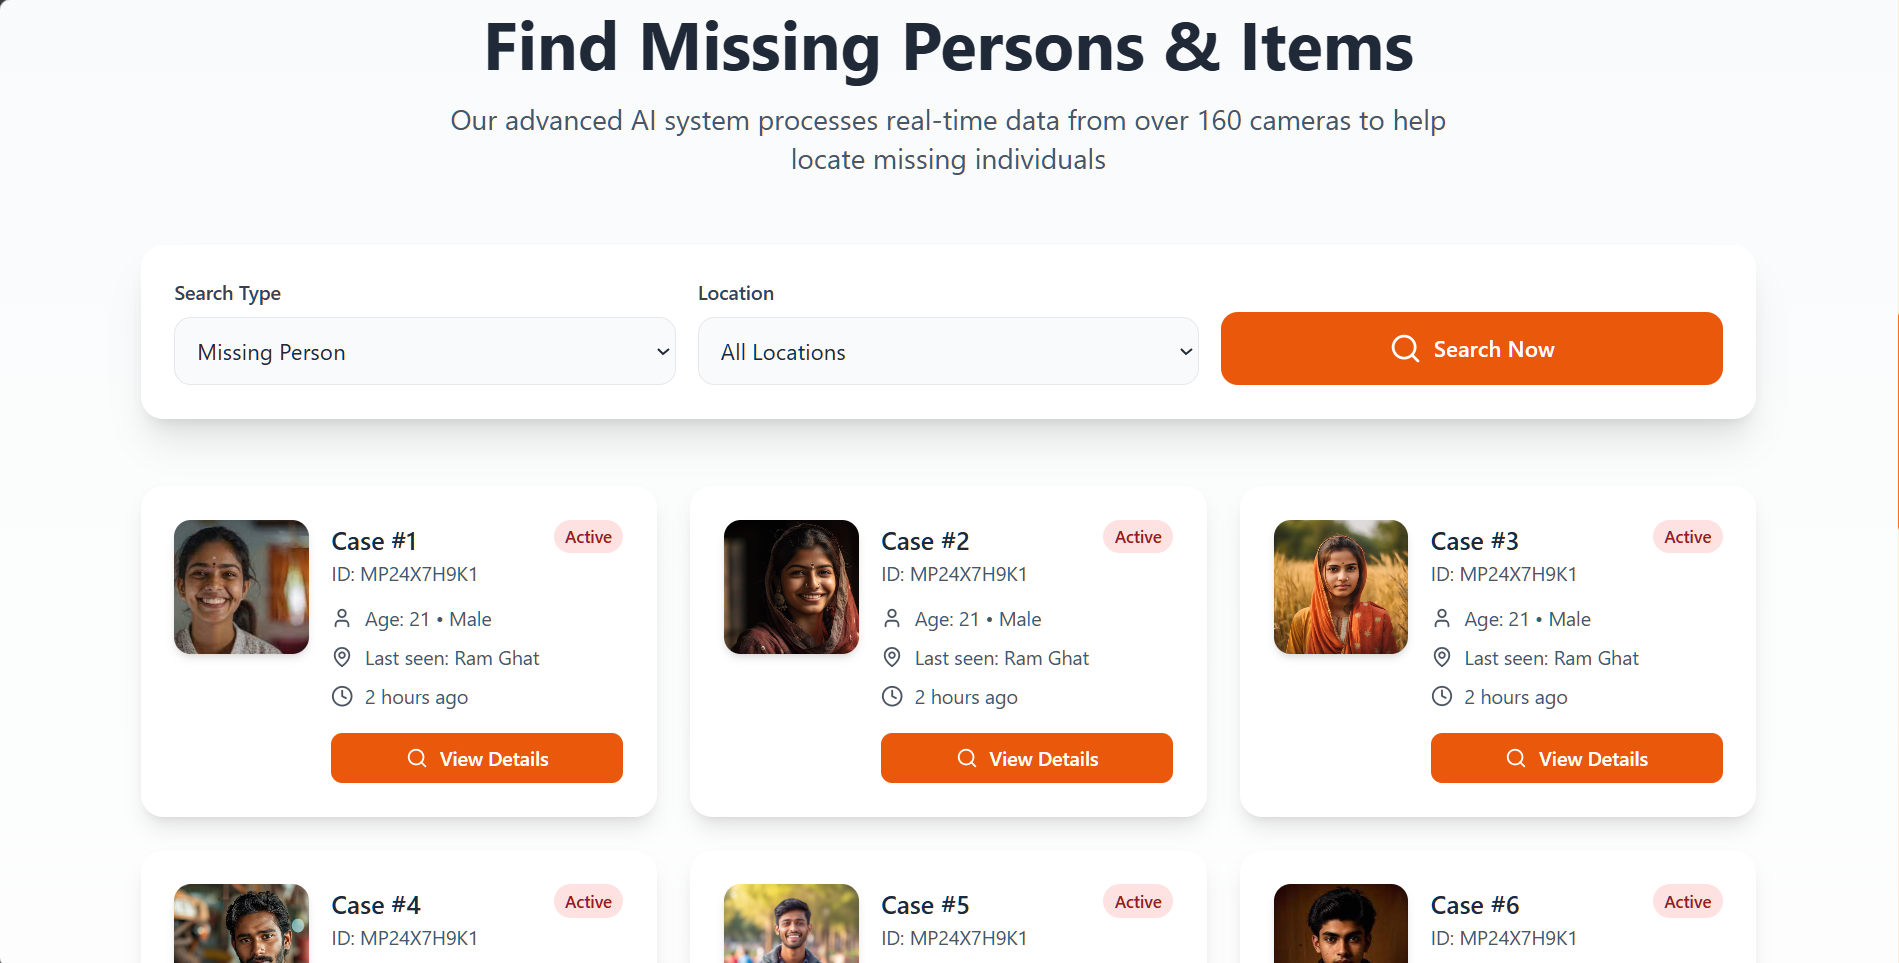 Find Missing Persons & Items
Our advanced AI system processes real-time data from over 160 cameras to help
locate missing individuals
Search Type
Missing Person
Location
All Locations
Search Now
Case #1
Active
ID: MP24X7H9K1
Age: 21 • Male
Last seen: Ram Ghat
2 hours ago
View Details
Case #2
Active
ID: MP24X7H9K1
Age: 21 • Male
Last seen: Ram Ghat
2 hours ago
View Details
Case #3
Active
ID: MP24X7H9K1
Age: 21 • Male
Last seen: Ram Ghat
2 hours ago
View Details
Case #4
Active
ID: MP24X7H9K1
Case #5
Active
ID: MP24X7H9K1
Case #6
Active
ID: MP24X7H9K1